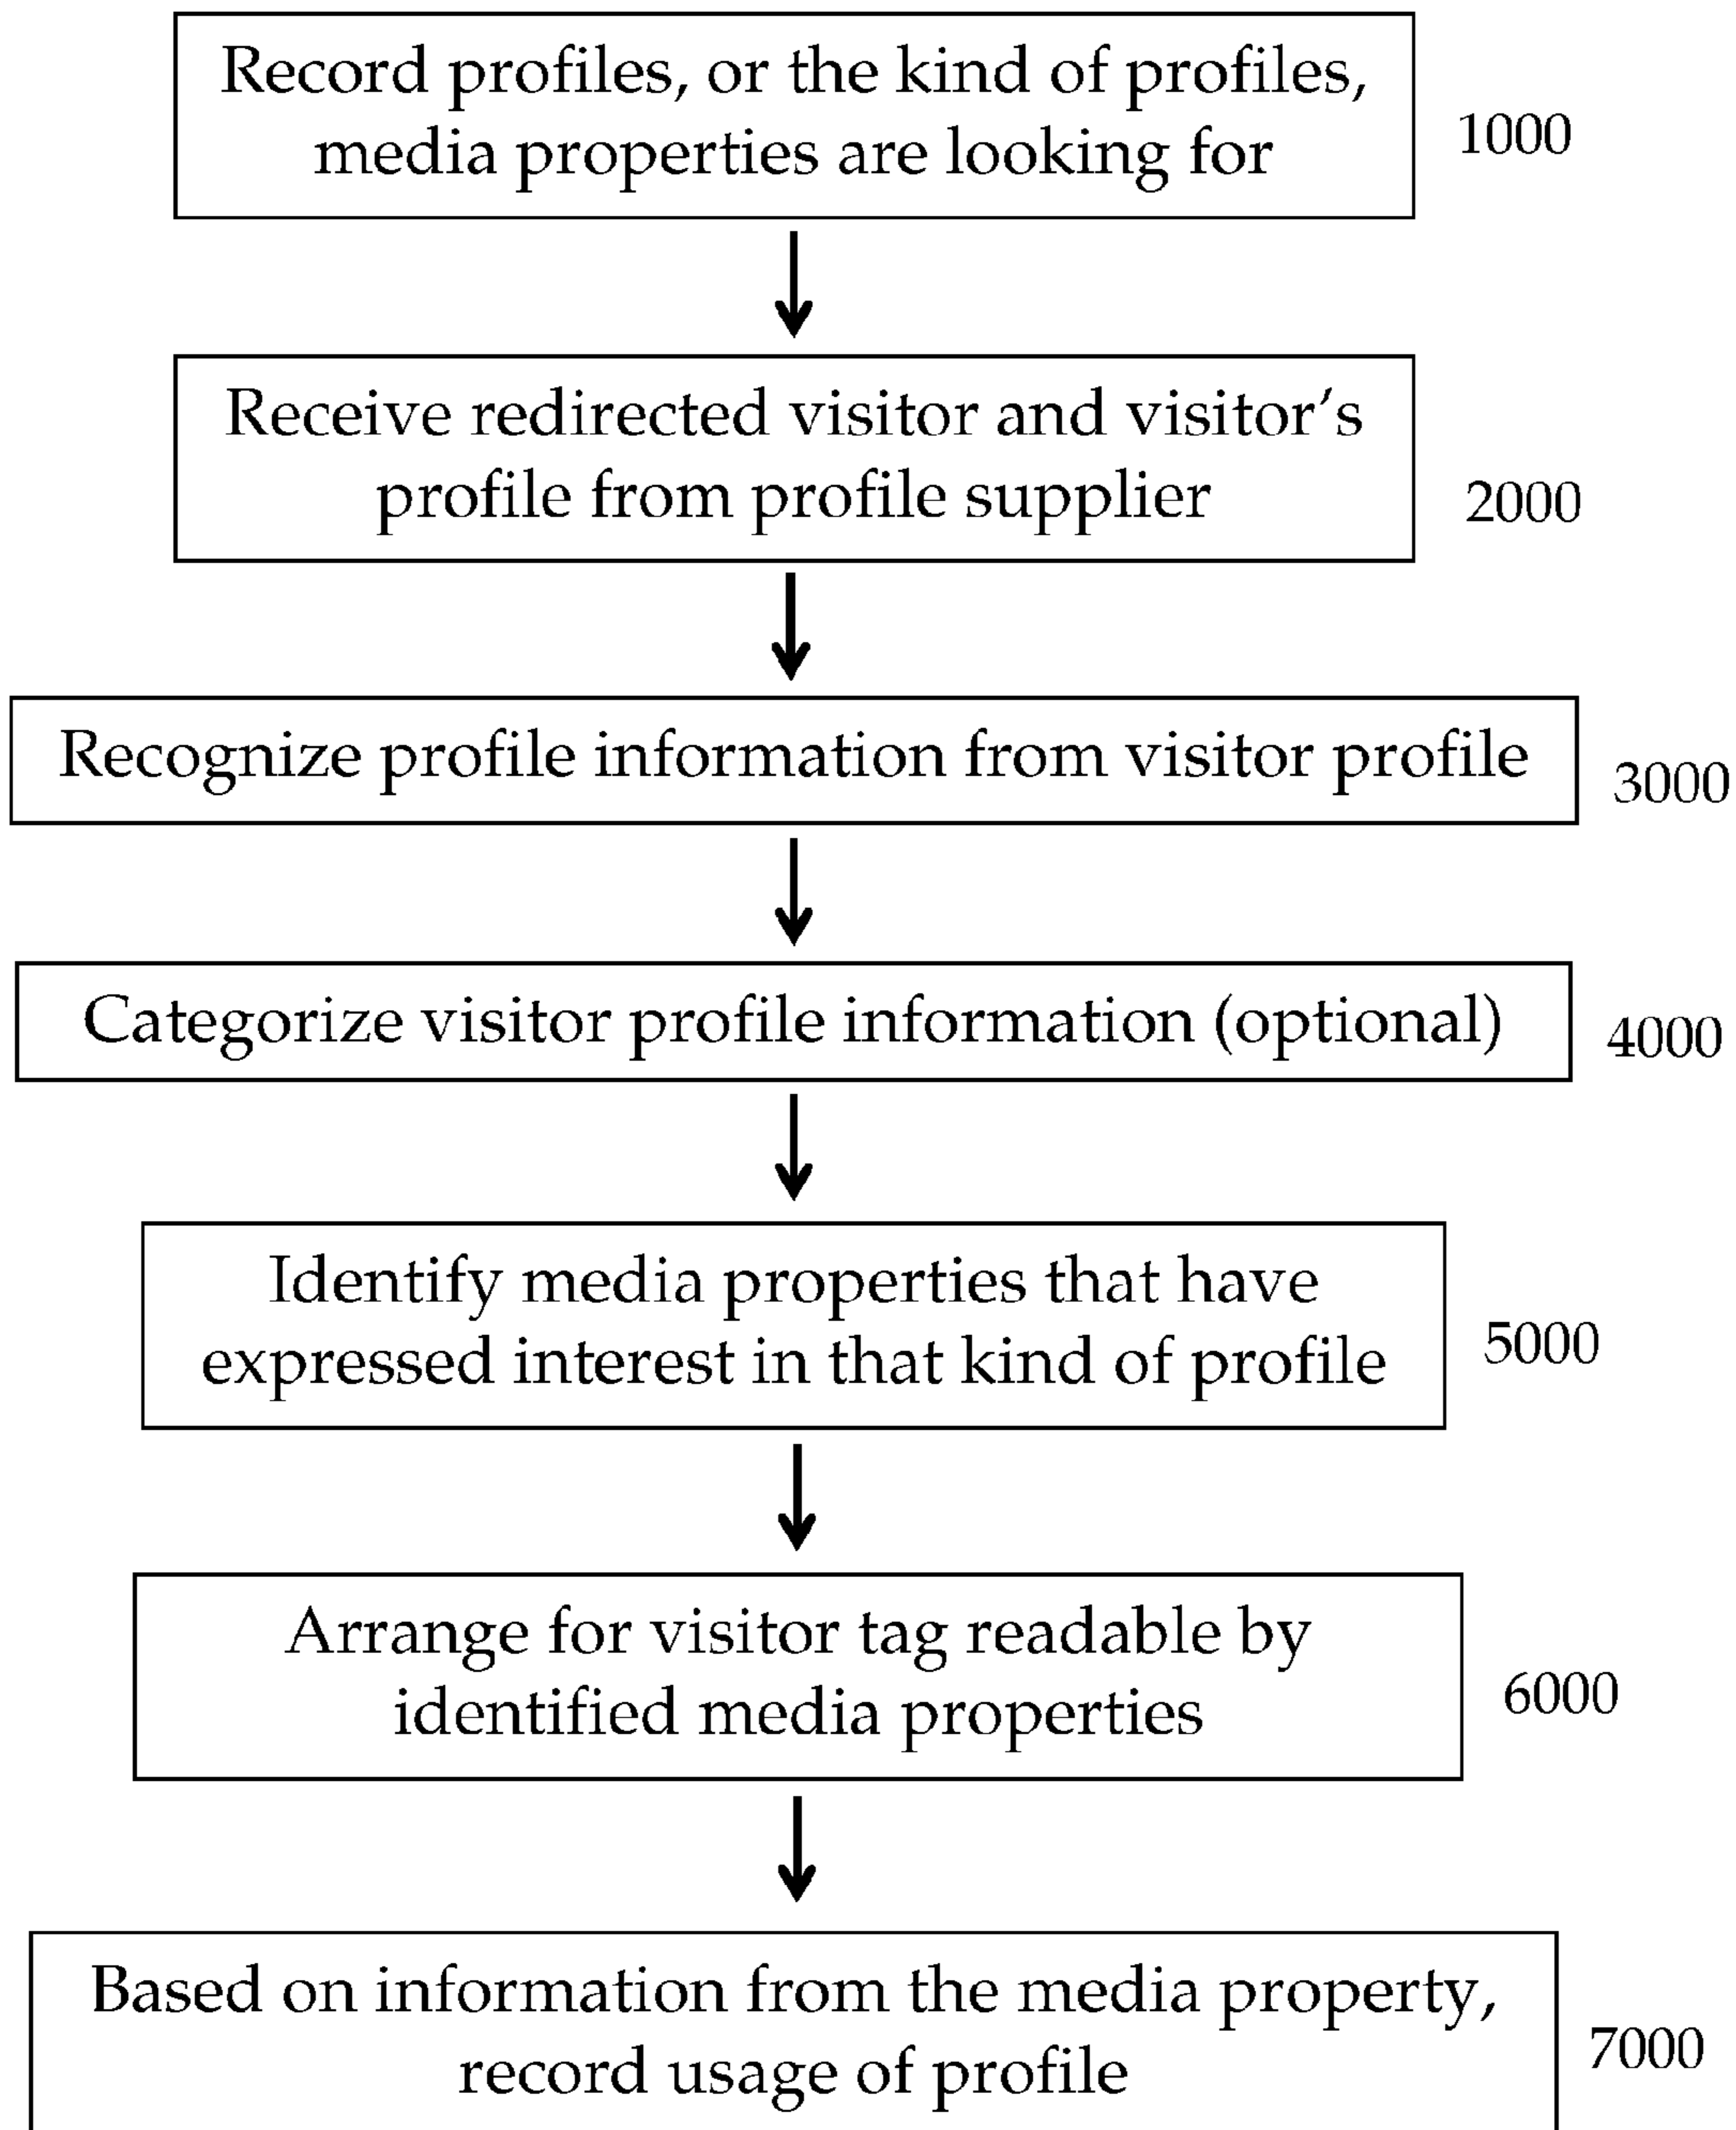 Record profiles, or the kind of profiles,
media properties are looking for
1000
Receive redirected visitor and visitor’s
profile from profile supplier
2000
Recognize profile information from visitor profile
3000
Categorize visitor profile information (optional)
4000
Identify media properties that have
expressed interest in that kind of profile
5000
Arrange for visitor tag readable by
identified media properties
6000
Based on information from the media property,
record usage of profile
7000